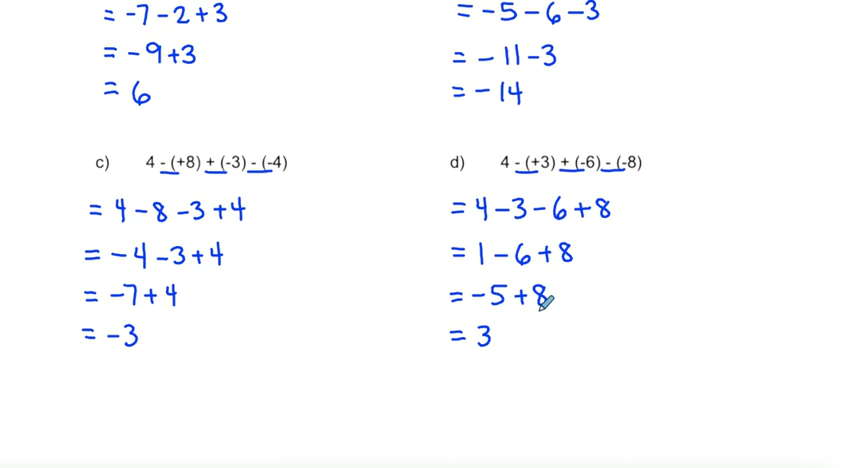 = -7 - 2 + 3
= -9 + 3
= 6
= -5 - 6 - 3
= -11 - 3
= -14
c) 4 - (+8) + (-3) - (-4)
= 4 - 8 - 3 + 4
= -4 - 3 + 4
= -7 + 4
= -3
d) 4 - (+3) + (-6) - (-8)
= 4 - 3 - 6 + 8
= 1 - 6 + 8
= -5 + 8
= 3